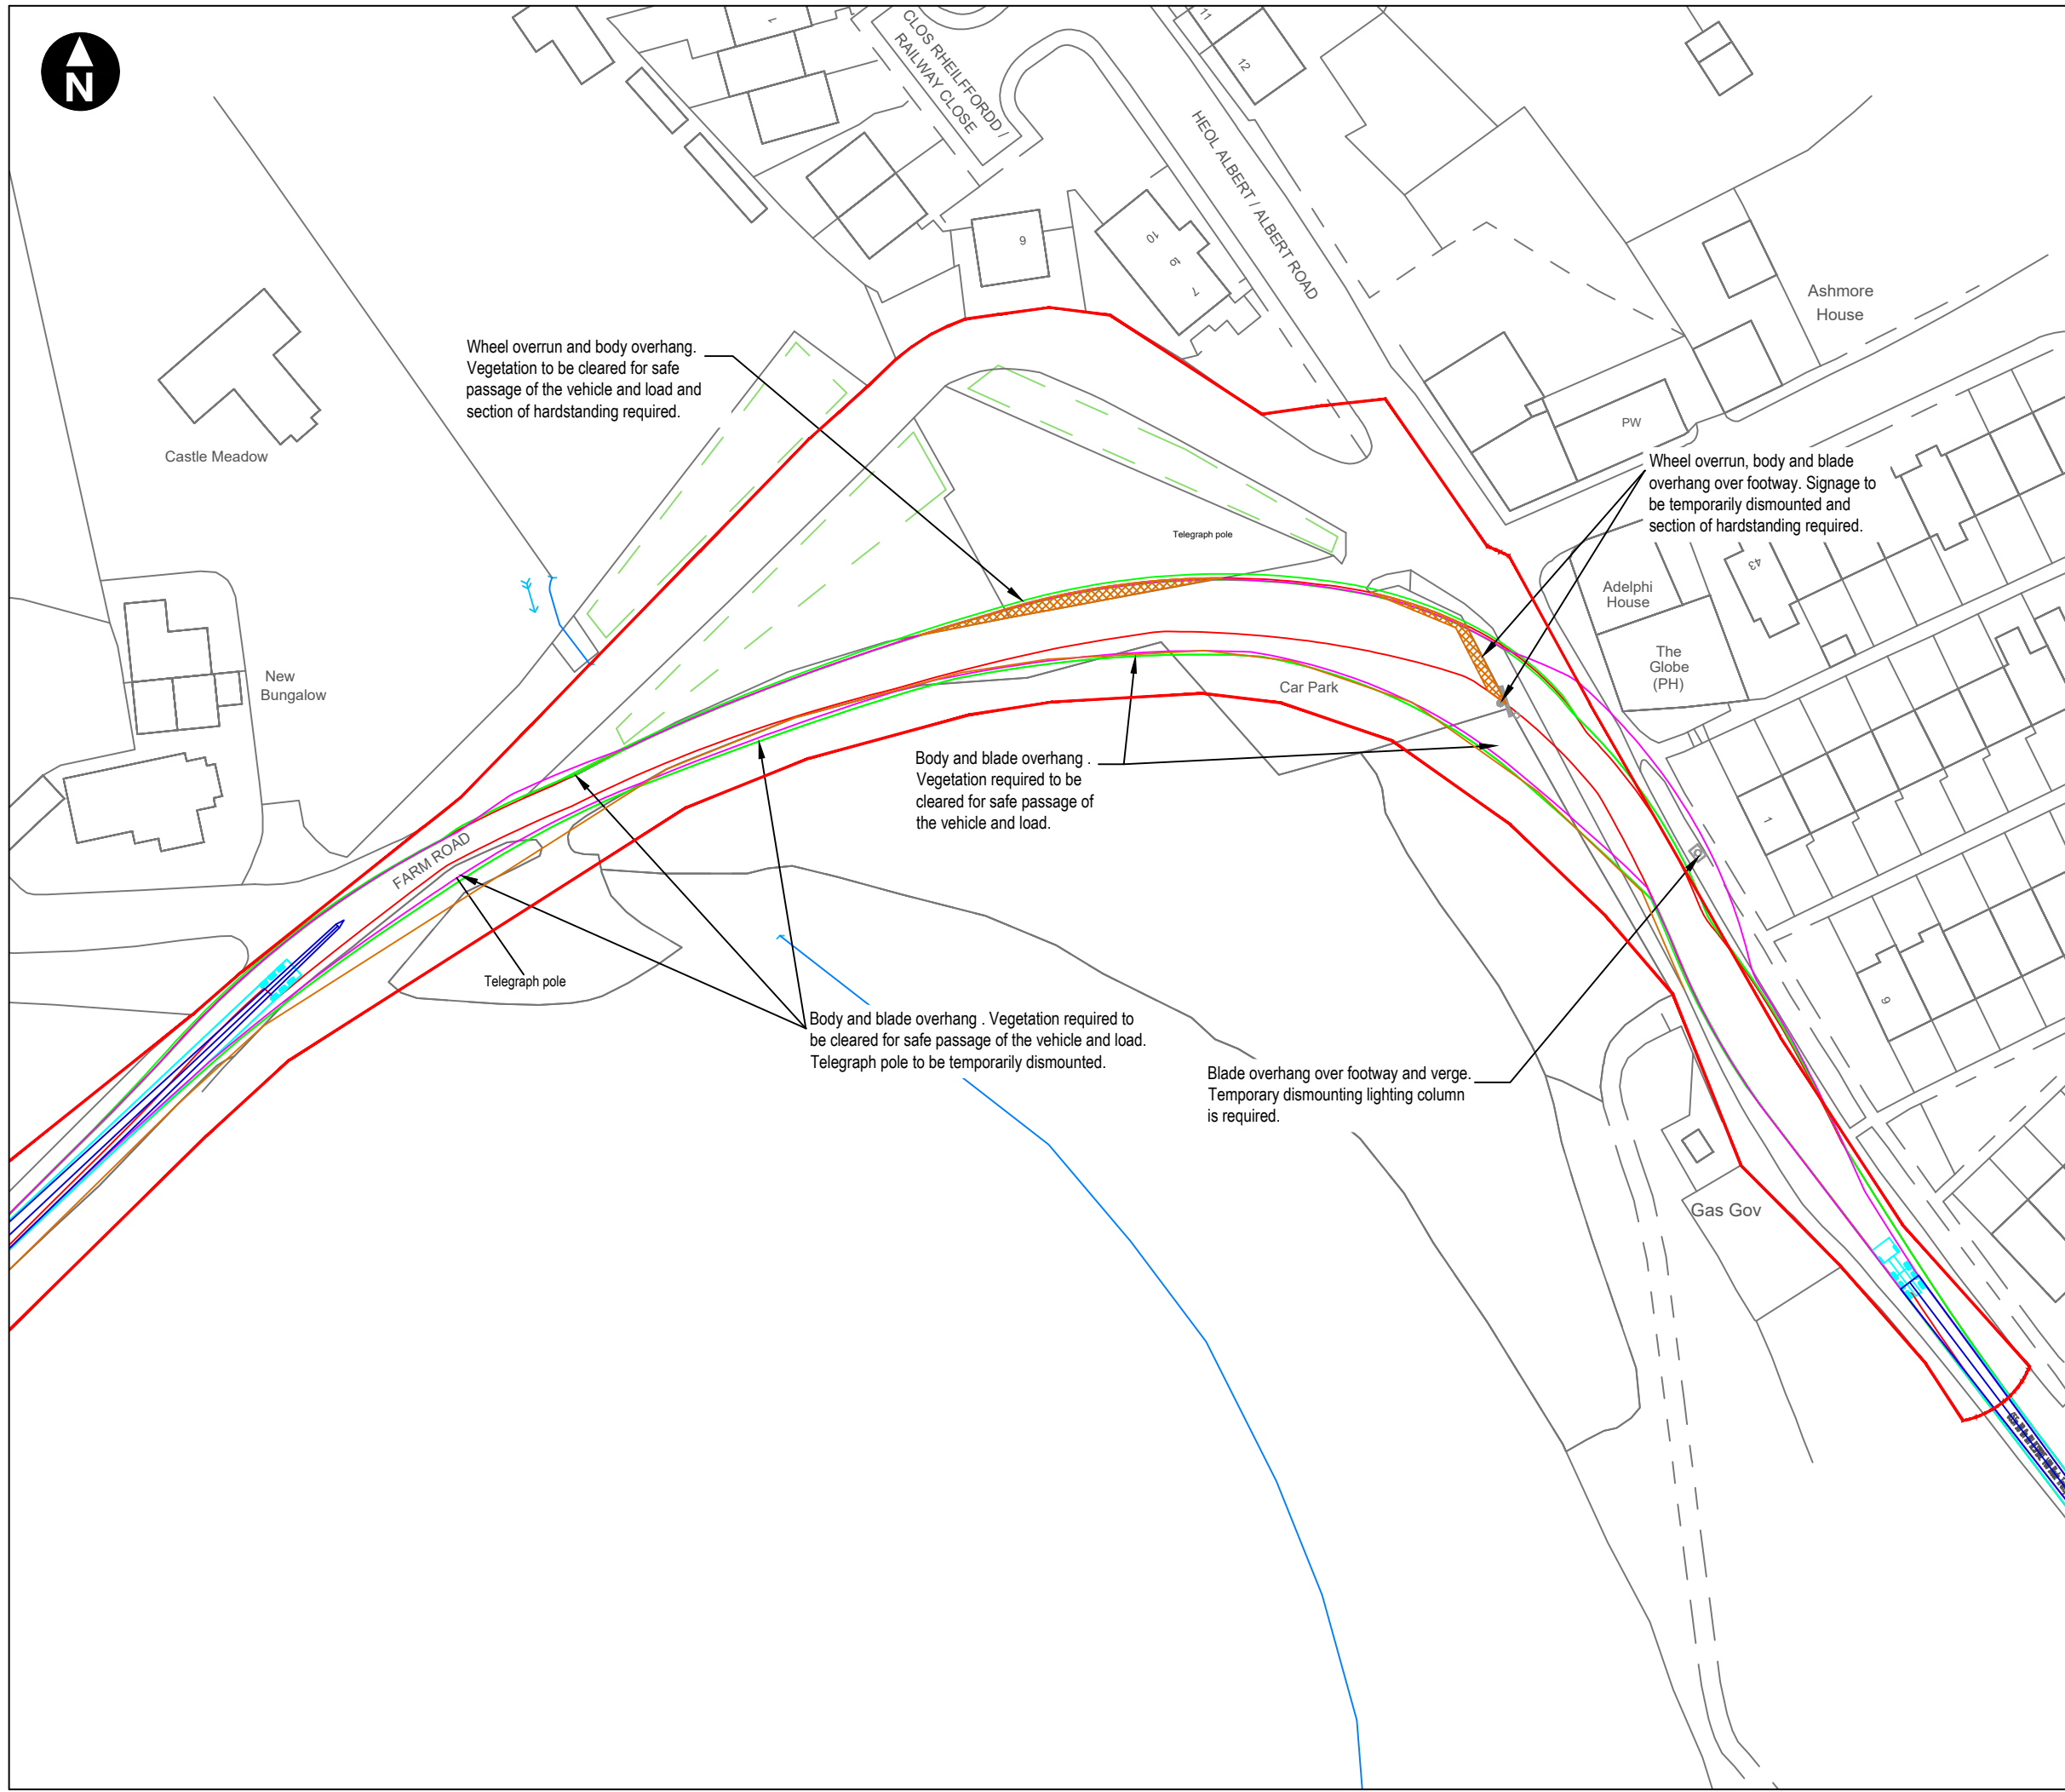 N
1
CLOS RHEILFFORDD /
RAILWAY CLOSE
11
12
HEOL ALBERT / ALBERT ROAD
6
10
7
Ashmore
House
Wheel overrun and body overhang.
Vegetation to be cleared for safe
passage of the vehicle and load and
section of hardstanding required.
Castle Meadow
PW
Wheel overrun, body and blade
overhang over footway. Signage to
be temporarily dismounted and
section of hardstanding required.
Telegraph pole
43
Adelphi
House
The
Globe
(PH)
New
Bungalow
Car Park
Body and blade overhang .
Vegetation required to be
cleared for safe passage of
the vehicle and load.
1
FARM ROAD
Telegraph pole
Body and blade overhang . Vegetation required to
be cleared for safe passage of the vehicle and load.
Telegraph pole to be temporarily dismounted.
Blade overhang over footway and verge.
Temporary dismounting lighting column
is required.
Gas Gov